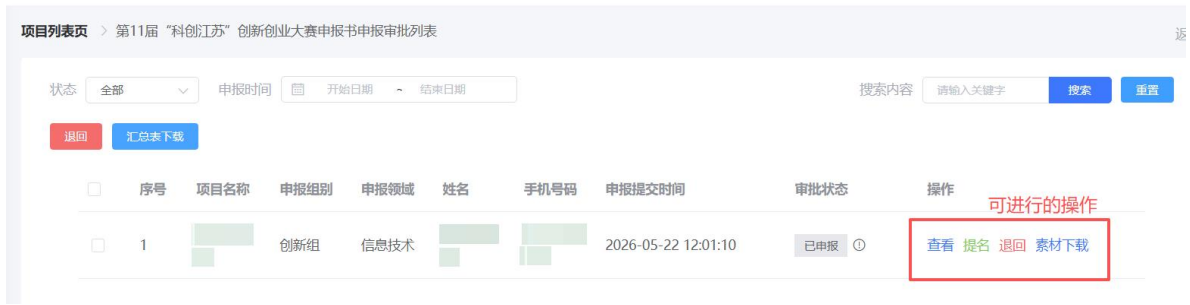 项目列表页 > 第11届“科创江苏”创新创业大赛申报书申报审批列表 返
状态 全部 申报时间 开始日期 ~ 结束日期 搜索内容 请输入关键字 搜索 重置
退回 汇总表下载
序号 项目名称 申报组别 申报领域 姓名 手机号码 申报提交时间 审批状态 操作
可进行的操作
1 创新组 信息技术 2026-05-22 12:01:10 已申报 查看 提名 退回 素材下载